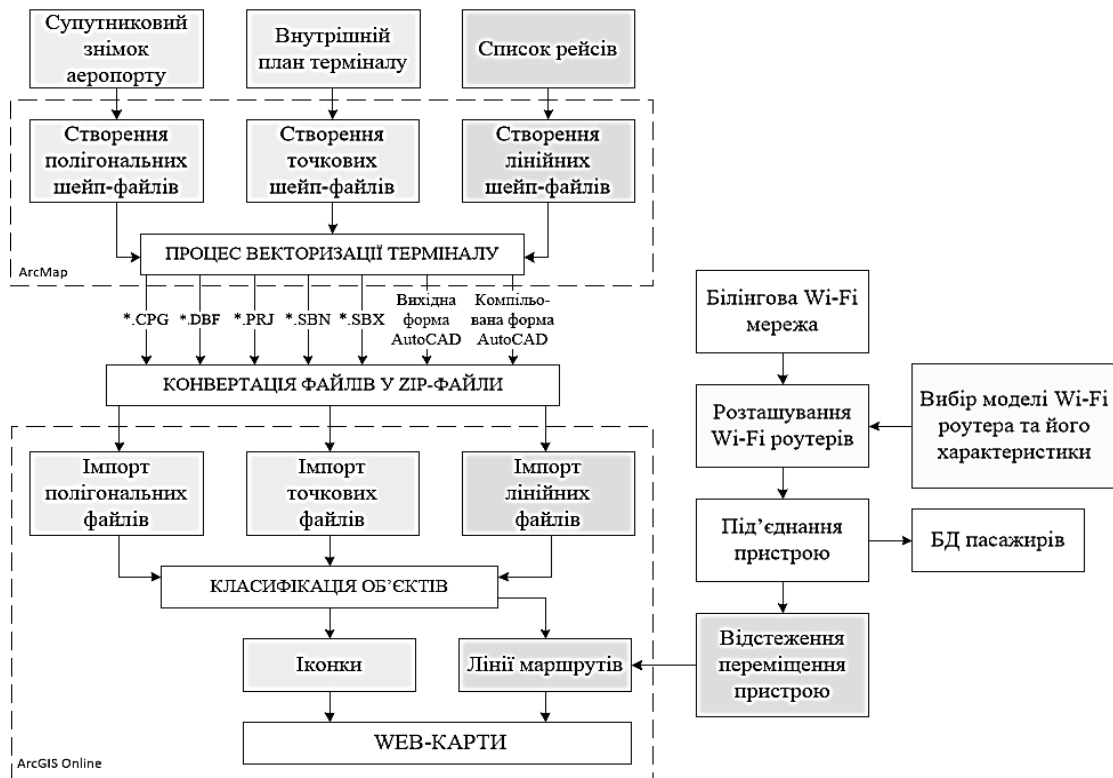 Супутниковий
знімок
аеропорту
Внутрішній
план терміналу
Список рейсів
Створення
полігональних
шейп-файлів
Створення
точкових
шейп-файлів
Створення
лінійних
шейп-файлів
ПРОЦЕС ВЕКТОРИЗАЦІЇ ТЕРМІНАЛУ
ArcMap
*.CPG
*.DBF
*.PRJ
*.SBN
*.SBX
Вихідна
форма
AutoCAD
Компільо-
вана форма
AutoCAD
КОНВЕРТАЦІЯ ФАЙЛІВ У ZIP-ФАЙЛИ
Імпорт
полігональних
файлів
Імпорт
точкових
файлів
Імпорт
лінійних
файлів
КЛАСИФІКАЦІЯ ОБ’ЄКТІВ
Іконки
Лінії маршрутів
WEB-КАРТИ
ArcGIS Online
Білінгова Wi-Fi
мережа
Розташування
Wi-Fi роутерів
Вибір моделі Wi-Fi
роутера та його
характеристики
Під’єднання
пристрою
БД пасажирів
Відстеження
переміщення
пристрою